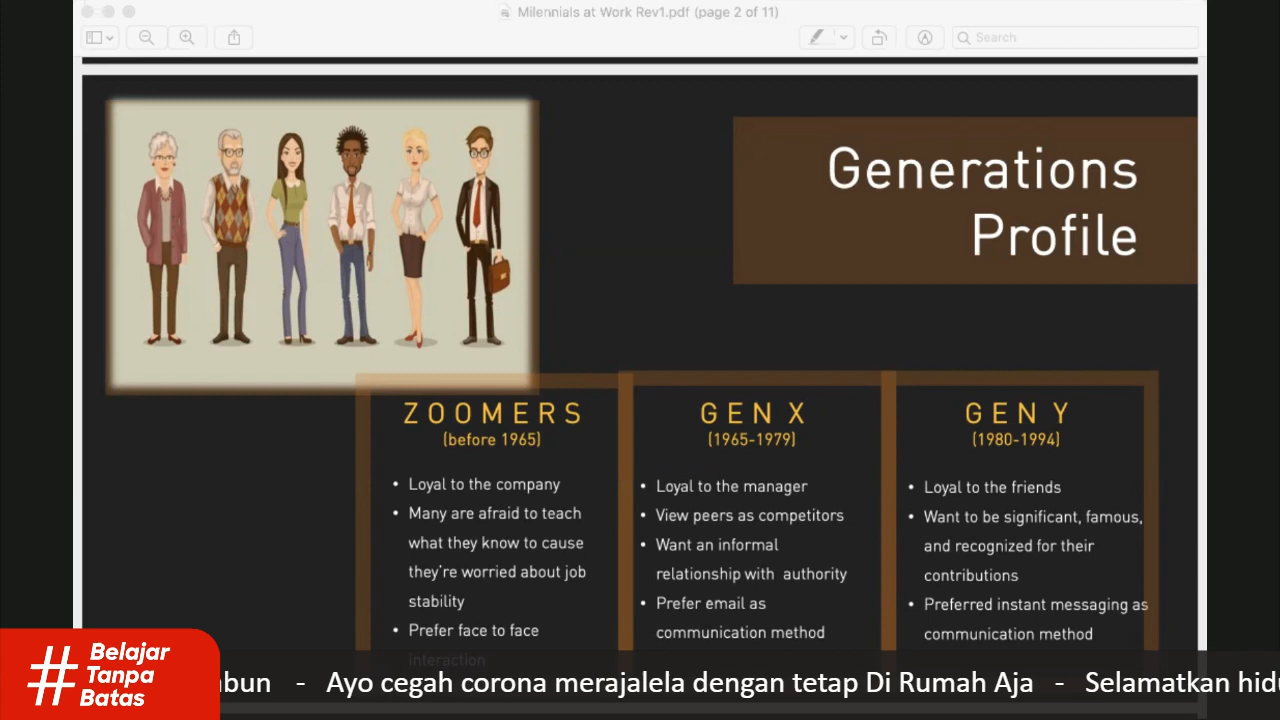 Milennials at Work Rev1.pdf (page 2 of 11)
Search
Generations
Profile
ZOOMERS
(before 1965)
• Loyal to the company
• Many are afraid to teach
what they know to cause
they're worried about job
stability
• Prefer face to face
interaction
GEN X
(1965-1979)
• Loyal to the manager
• View peers as competitors
• Want an informal
relationship with authority
• Prefer email as
communication method
GEN Y
(1980-1994)
• Loyal to the friends
• Want to be significant, famous,
and recognized for their
contributions
• Preferred instant messaging as
communication method
# Belajar
Tanpa
Batas
- Ayo cegah corona merajalela dengan tetap Di Rumah Aja - Selamatkan